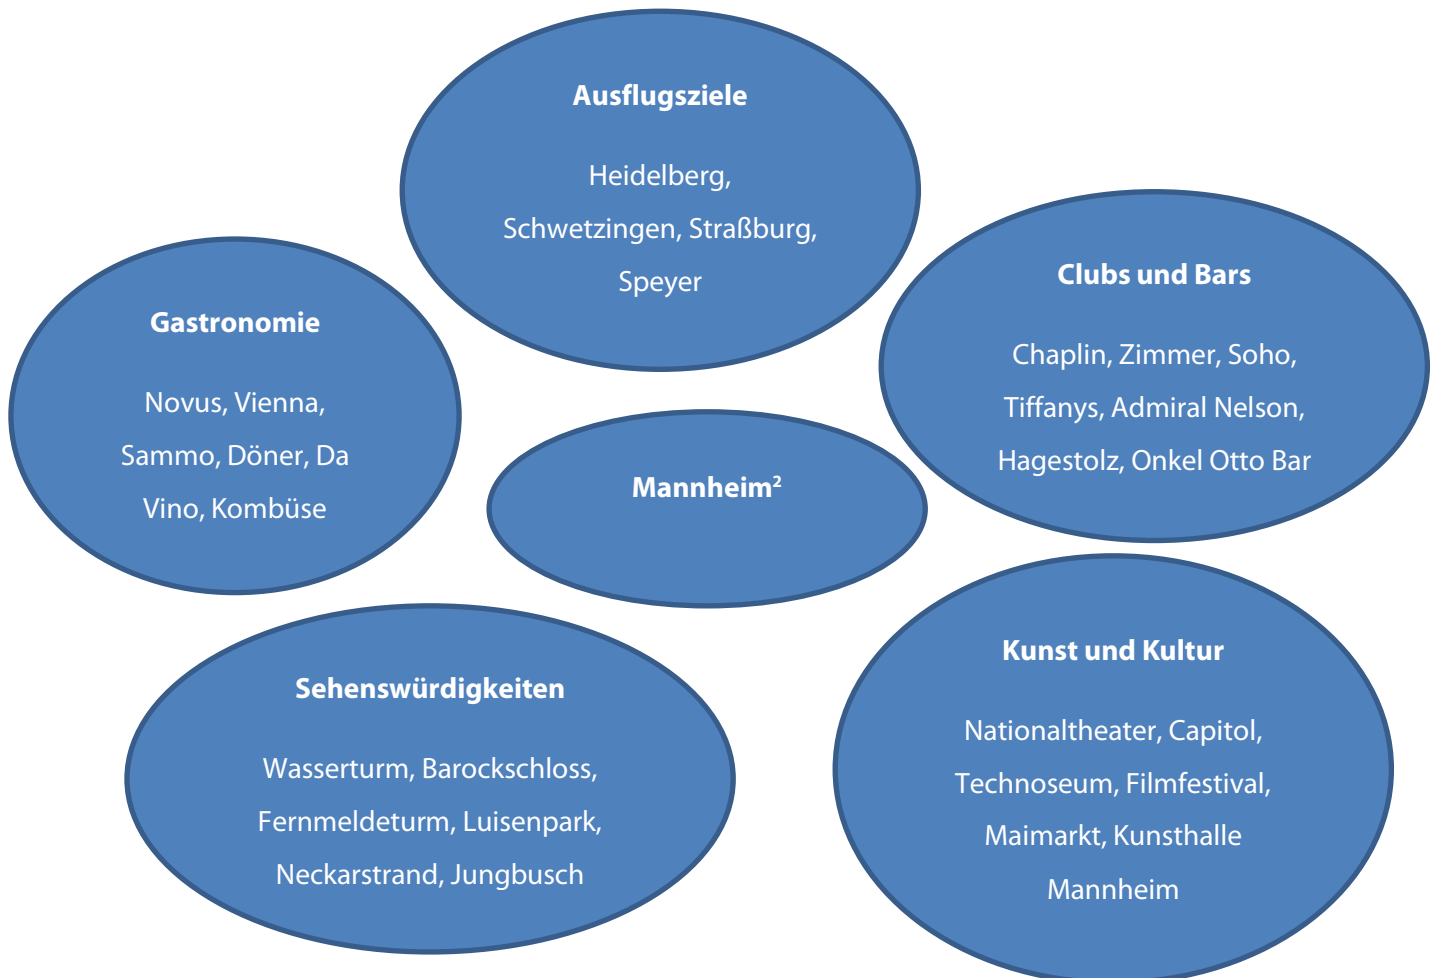 Ausflugsziele
Heidelberg,
Schwetzingen, Straßburg,
Speyer
Clubs und Bars
Chaplin, Zimmer, Soho,
Tiffanys, Admiral Nelson,
Hagestolz, Onkel Otto Bar
Gastronomie
Novus, Vienna,
Sammo, Döner, Da
Vino, Kombüse
Mannheim²
Sehenswürdigkeiten
Wasserturm, Barockschloss,
Fernmeldeturm, Luisenpark,
Neckarstrand, Jungbusch
Kunst und Kultur
Nationaltheater, Capitol,
Technoseum, Filmfestival,
Maimarkt, Kunsthalle
Mannheim